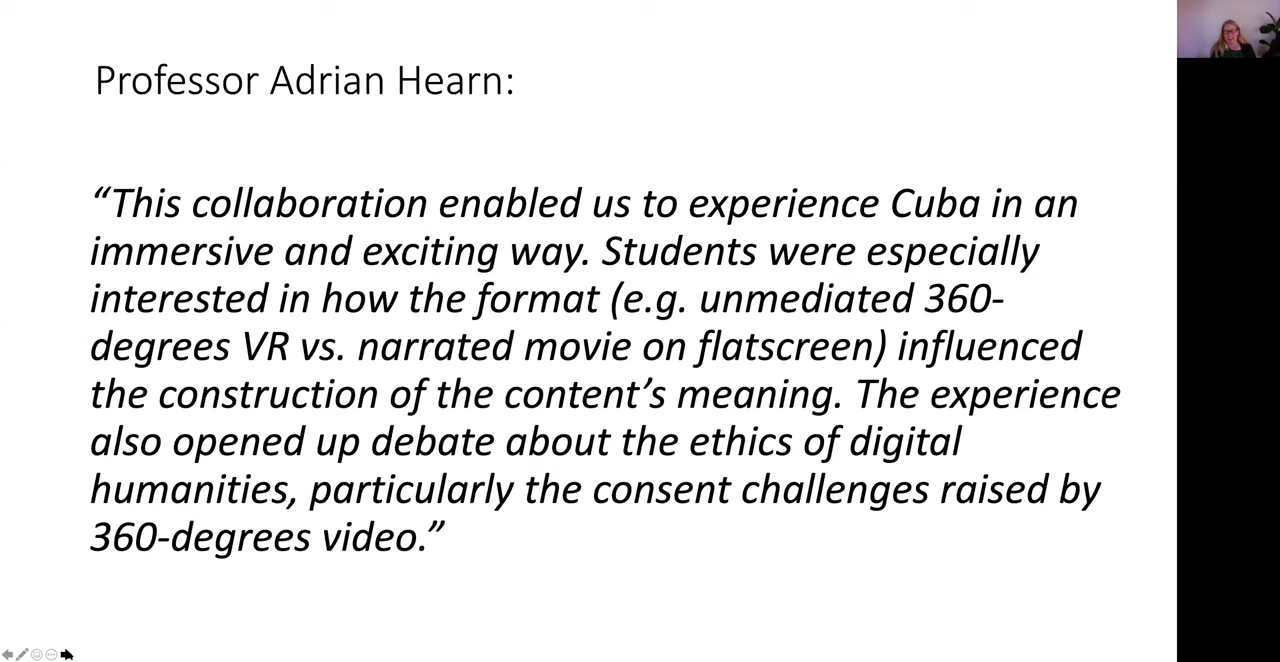 Professor Adrian Hearn:
“This collaboration enabled us to experience Cuba in an
immersive and exciting way. Students were especially
interested in how the format (e.g. unmediated 360-
degrees VR vs. narrated movie on flatscreen) influenced
the construction of the content’s meaning. The experience
also opened up debate about the ethics of digital
humanities, particularly the consent challenges raised by
360-degrees video.”